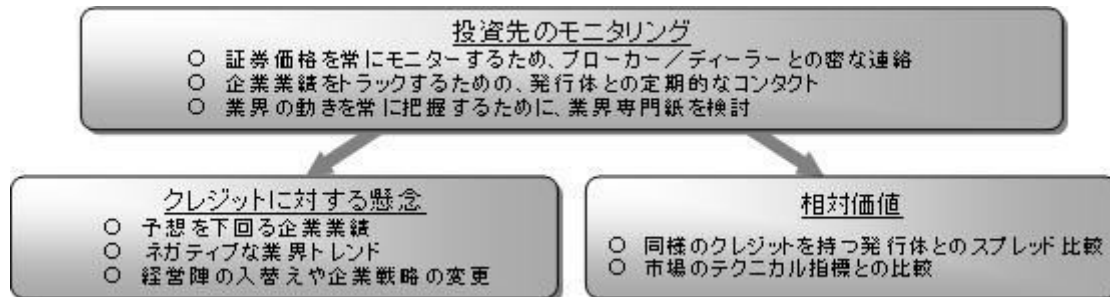 投資先のモニタリング
○ 証券価格を常にモニターするため、ブローカー／ディーラーとの密な連絡
○ 企業業績をトラックするための、発行体との定期的なコンタクト
○ 業界の動きを常に把握するために、業界専門紙を検討
クレジットに対する懸念
○ 予想を下回る企業業績
○ ネガティブな業界トレンド
○ 経営陣の入替えや企業戦略の変更
相対価値
○ 同様のクレジットを持つ発行体とのスプレッド比較
○ 市場のテクニカル指標との比較